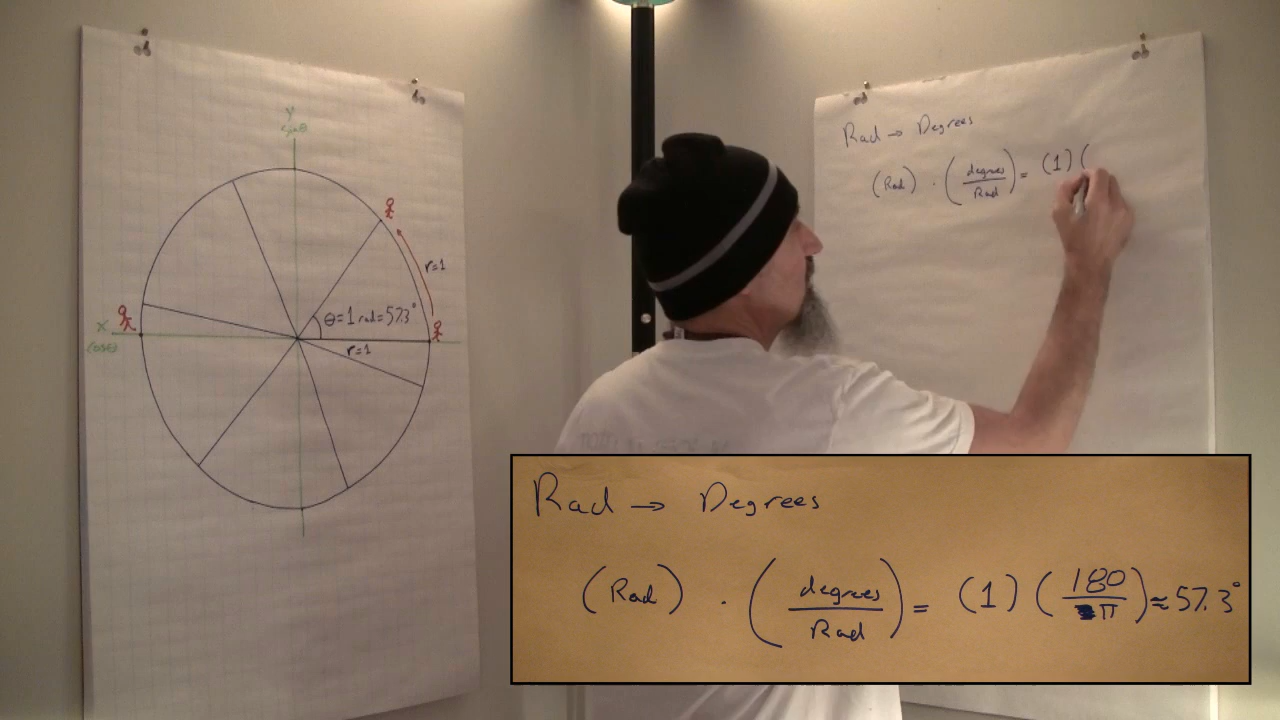 Y
sinθ
r=1
θ=1 rad=57.3°
X
cosθ
r=1
Rad → Degrees
(Rad) · (degrees/Rad) = (1) (
Rad → Degrees
(Rad) · (degrees/Rad) = (1) (180/π) ≈ 57.3°